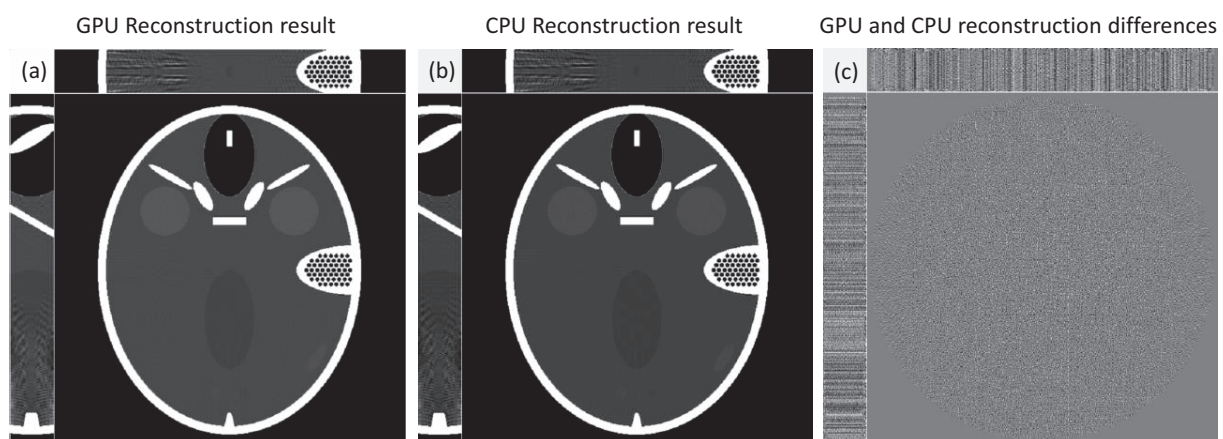 GPU Reconstruction result
CPU Reconstruction result
GPU and CPU reconstruction differences
(a)
(b)
(c)